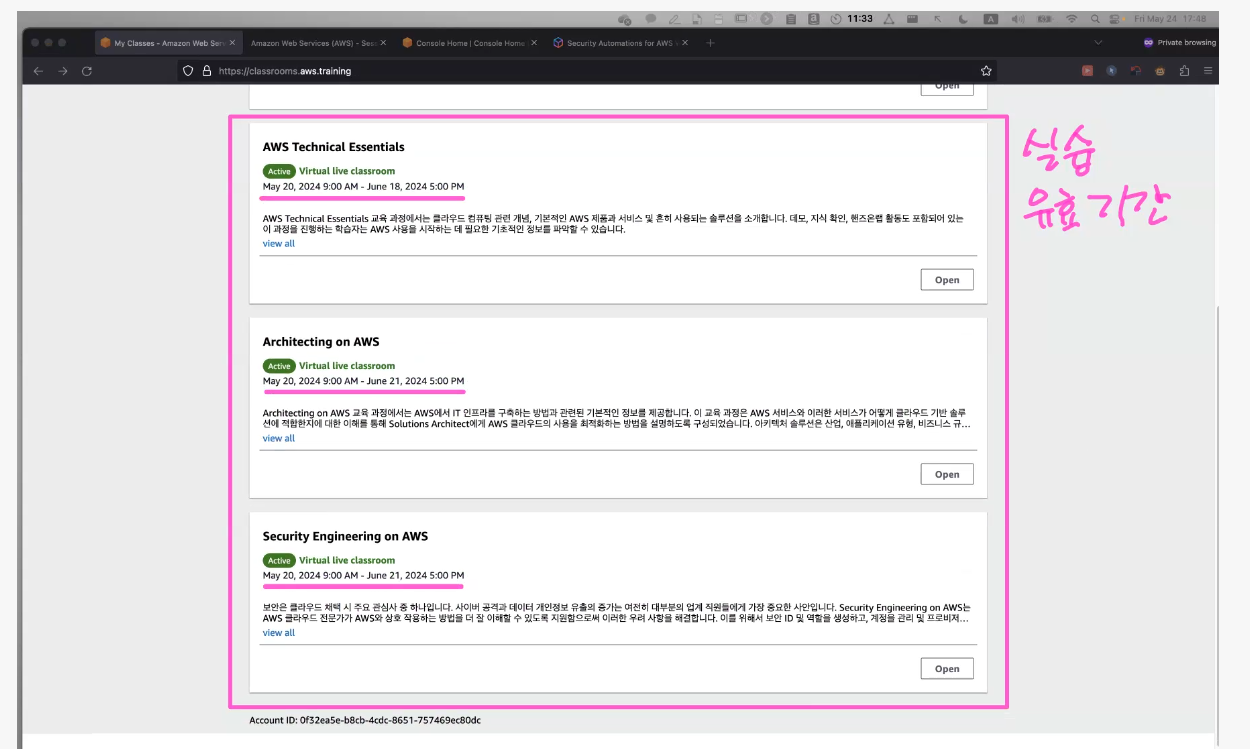 11:33
A
Fri May 24 17:48
My Classes - Amazon Web Serv
Amazon Web Services (AWS) - Sess
Console Home | Console Home
Security Automations for AWS W
Private browsing
https://classrooms.aws.training
Open
AWS Technical Essentials
실습
Active Virtual live classroom
May 20, 2024 9:00 AM - June 18, 2024 5:00 PM
유효기간
AWS Technical Essentials 교육 과정에서는 클라우드 컴퓨팅 관련 개념, 기본적인 AWS 제품과 서비스 및 흔히 사용되는 솔루션을 소개합니다. 데모, 지식 확인, 핸즈온랩 활동도 포함되어 있는
이 과정을 진행하는 학습자는 AWS 사용을 시작하는 데 필요한 기초적인 정보를 파악할 수 있습니다.
view all
Open
Architecting on AWS
Active Virtual live classroom
May 20, 2024 9:00 AM - June 21, 2024 5:00 PM
Architecting on AWS 교육 과정에서는 AWS에서 IT 인프라를 구축하는 방법과 관련된 기본적인 정보를 제공합니다. 이 교육 과정은 AWS 서비스와 이러한 서비스가 어떻게 클라우드 기반 솔루
션에 적합한지에 대한 이해를 통해 Solutions Architect에게 AWS 클라우드의 사용을 최적화하는 방법을 설명하도록 구성되었습니다. 아키텍처 솔루션은 산업, 애플리케이션 유형, 비즈니스 규...
view all
Open
Security Engineering on AWS
Active Virtual live classroom
May 20, 2024 9:00 AM - June 21, 2024 5:00 PM
보안은 클라우드 채택 시 주요 관심사 중 하나입니다. 사이버 공격과 데이터 개인정보 유출의 증가는 여전히 대부분의 업계 직원들에게 가장 중요한 사안입니다. Security Engineering on AWS는
AWS 클라우드 전문가가 AWS와 상호 작용하는 방법을 더 잘 이해할 수 있도록 지원함으로써 이러한 우려 사항을 해결합니다. 이를 위해서 보안 ID 및 역할을 생성하고, 계정을 관리 및 프로비저...
view all
Open
Account ID: 0f32ea5e-b8cb-4cdc-8651-757469ec80dc